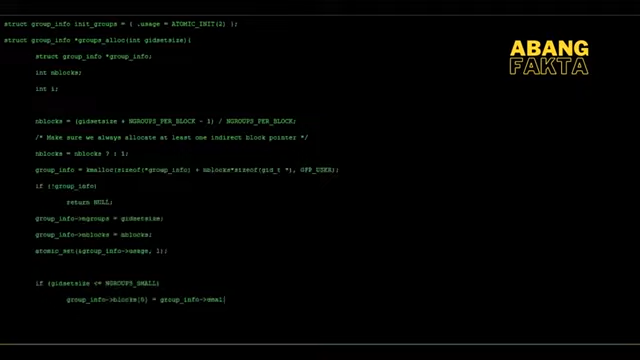 struct group_info init_groups = { .usage = ATOMIC_INIT(2) };
struct group_info *groups_alloc(int gidsetsize){
struct group_info *group_info;
int nblocks;
int i;
nblocks = (gidsetsize + NGROUPS_PER_BLOCK - 1) / NGROUPS_PER_BLOCK;
/* Make sure we always allocate at least one indirect block pointer */
nblocks = nblocks ? : 1;
group_info = kmalloc(sizeof(*group_info) + nblocks*sizeof(gid_t *), GFP_USER);
if (!group_info)
return NULL;
group_info->ngroups = gidsetsize;
group_info->nblocks = nblocks;
atomic_set(&group_info->usage, 1);
if (gidsetsize <= NGROUPS_SMALL)
group_info->blocks[0] = group_info->smal
ABANG
FAKTA